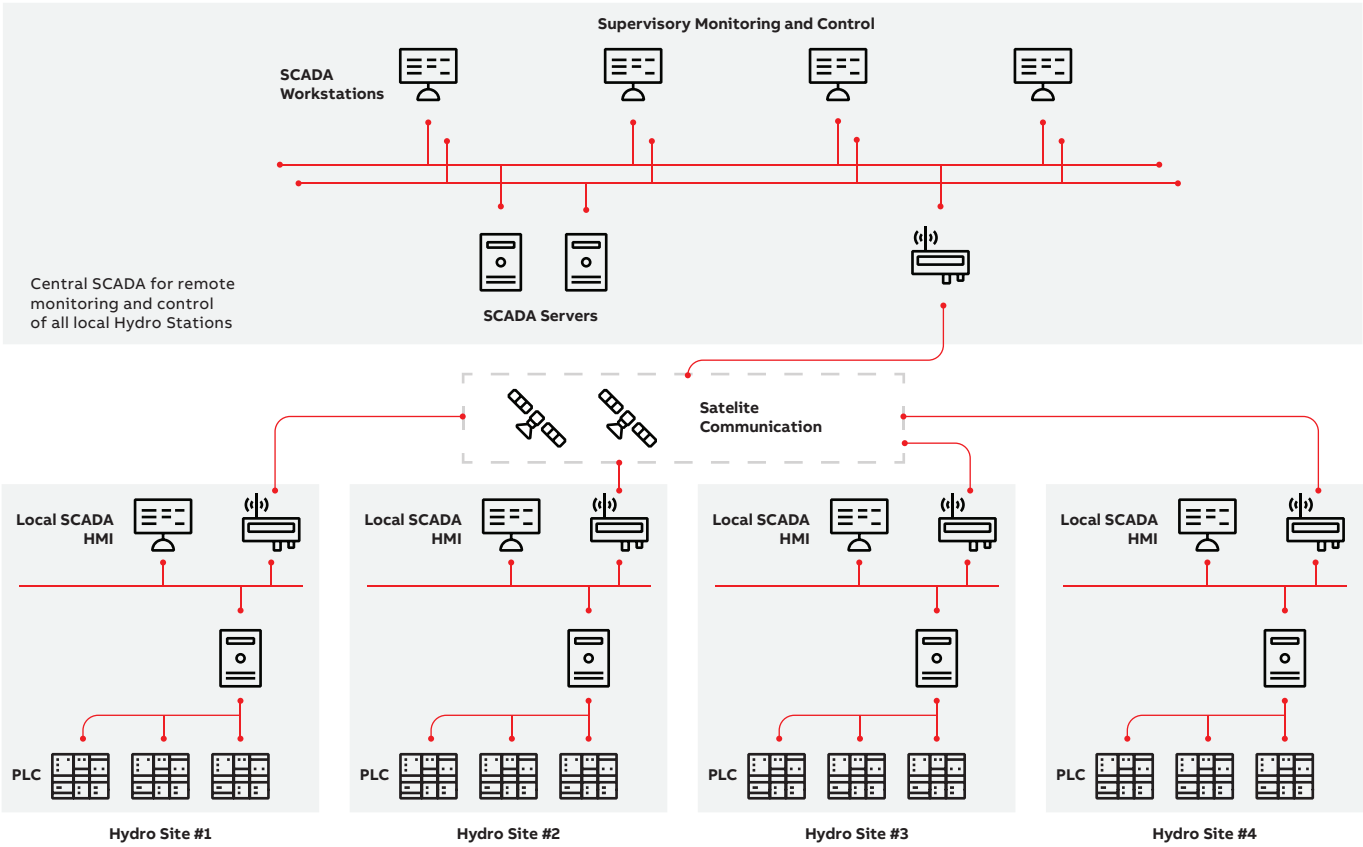 Supervisory Monitoring and Control
SCADA
Workstations
Central SCADA for remote
monitoring and control
of all local Hydro Stations
SCADA Servers
Satelite
Communication
Local SCADA
HMI
Local SCADA
HMI
Local SCADA
HMI
Local SCADA
HMI
PLC
PLC
PLC
PLC
Hydro Site #1
Hydro Site #2
Hydro Site #3
Hydro Site #4